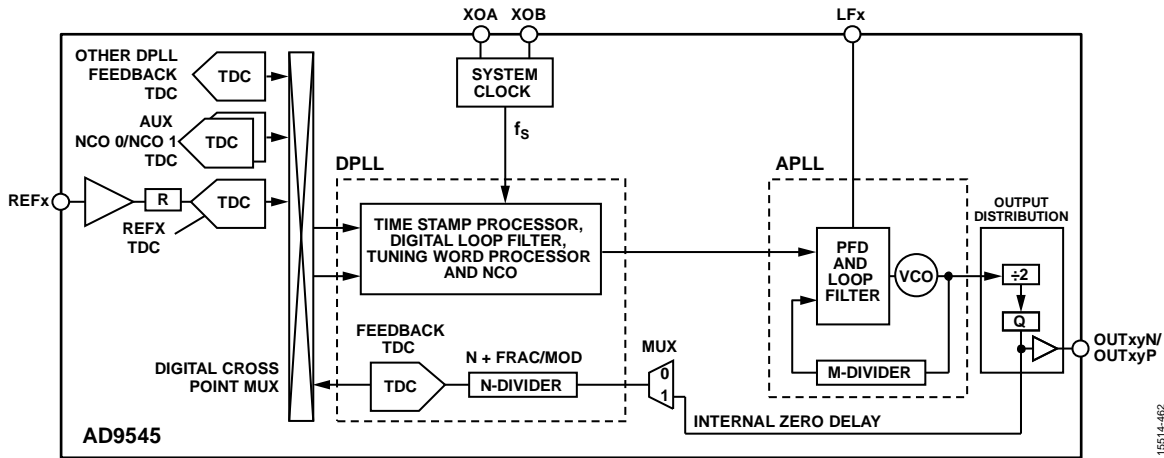 XOA XOB LFx
OTHER DPLL
FEEDBACK
TDC
TDC
SYSTEM
CLOCK
AUX
NCO 0/NCO 1
TDC
TDC
fS
DPLL
APLL
REFx
R
TDC
REFX
TDC
TIME STAMP PROCESSOR,
DIGITAL LOOP FILTER,
TUNING WORD PROCESSOR
AND NCO
PFD
AND
LOOP
FILTER
VCO
OUTPUT
DISTRIBUTION
÷2
Q
OUTxyN/
OUTxyP
FEEDBACK
TDC
TDC
N + FRAC/MOD
N-DIVIDER
MUX
0
1
M-DIVIDER
DIGITAL CROSS
POINT MUX
INTERNAL ZERO DELAY
AD9545
15514-462